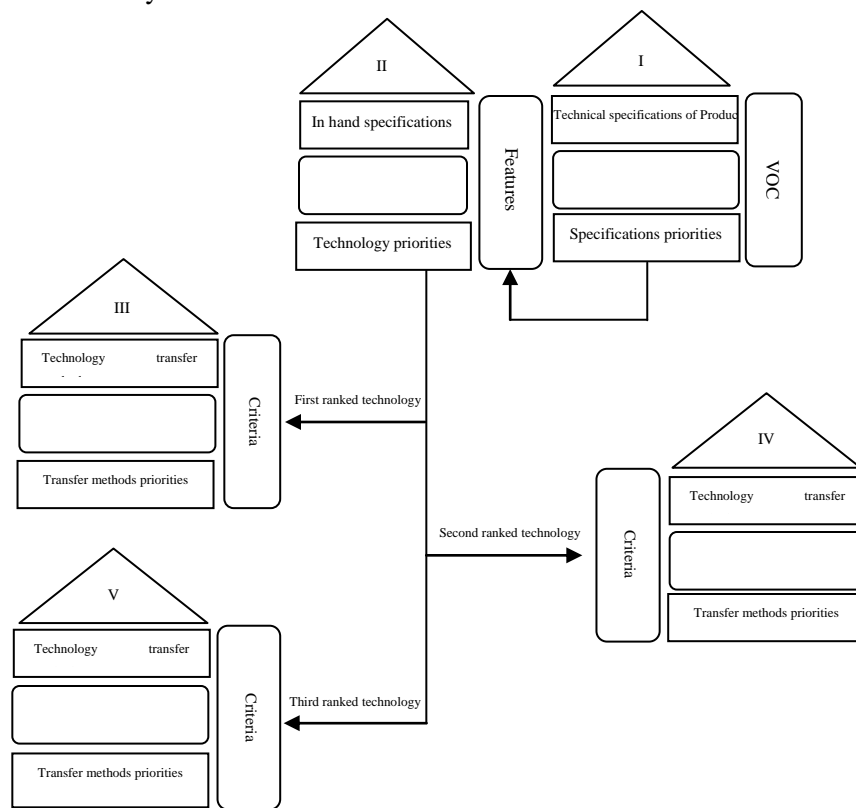 II
I
In hand specifications
Technical specifications of Produc
Features
VOC
Technology priorities
Specifications priorities
III
Technology transfer
Criteria
First ranked technology
Transfer methods priorities
IV
Technology transfer
Criteria
Second ranked technology
Transfer methods priorities
V
Technology transfer
Criteria
Third ranked technology
Transfer methods priorities